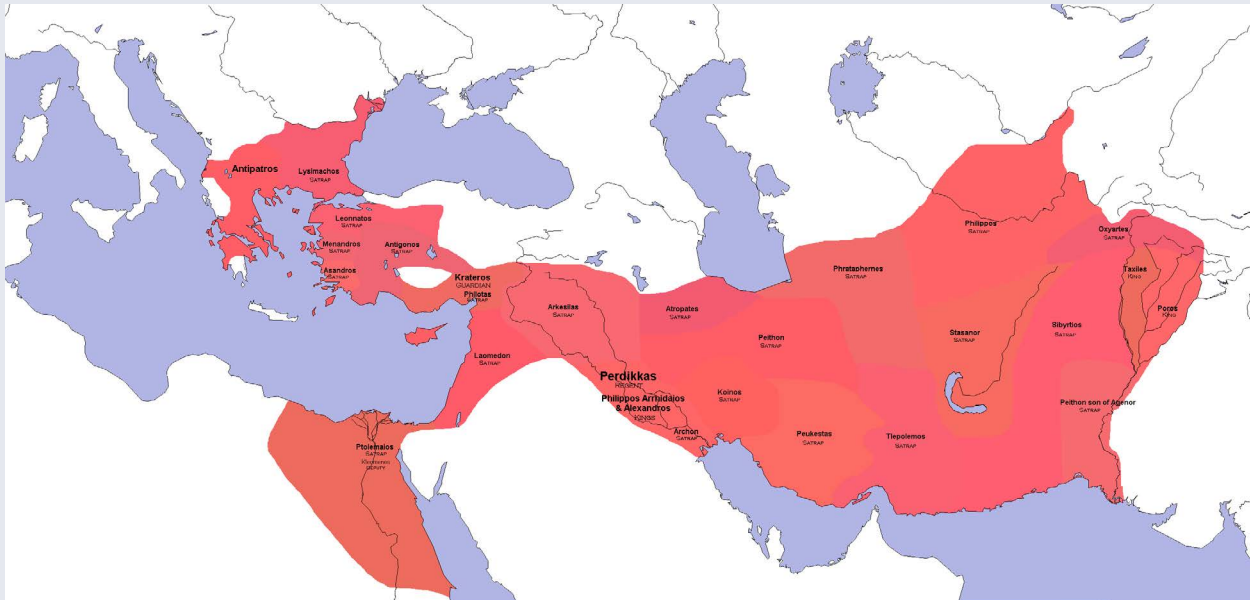 Antipatros
Lysimachos
SATRAP
Leonnatos
SATRAP
Menandros
SATRAP
Antigonos
SATRAP
Asandros
SATRAP
Krateros
GUARDIAN
Philotas
SATRAP
Arkesilas
SATRAP
Laomedon
SATRAP
Atropates
SATRAP
Peithon
SATRAP
Phrataphernes
SATRAP
Philippos
SATRAP
Oxyartes
SATRAP
Taxiles
KING
Poros
KING
Stasanor
SATRAP
Sibyrtios
SATRAP
Perdikkas
REGENT
Philippos Arrhidaios
& Alexandros
KINGS
Archon
SATRAP
Koinos
SATRAP
Peukestas
SATRAP
Tlepolemos
SATRAP
Peithon son of Agenor
SATRAP
Ptolemaios
SATRAP
Kleomenes
DEPUTY